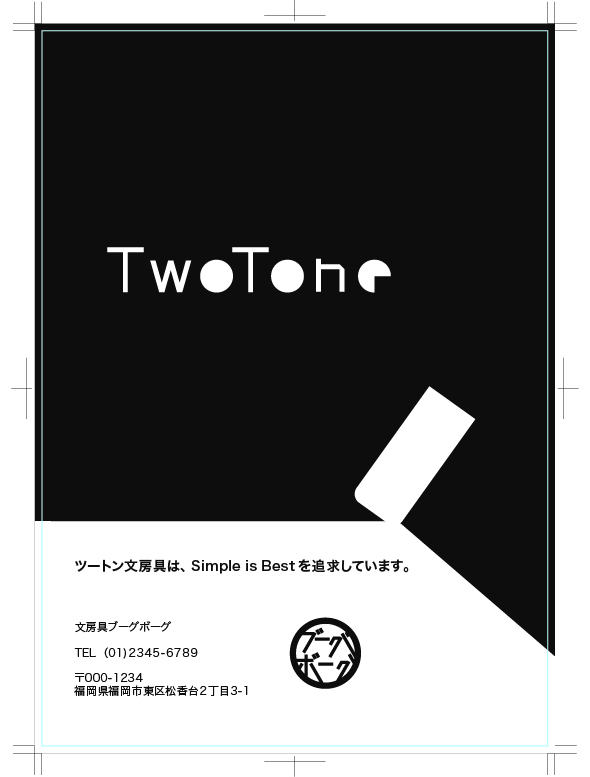 TwoTone
ツートン文房具は、Simple is Bestを追求しています。
文房具ブーグボーグ
TEL (01)2345-6789
〒000-1234
福岡県福岡市東区松香台2丁目3-1
ブーグ
ボーグ